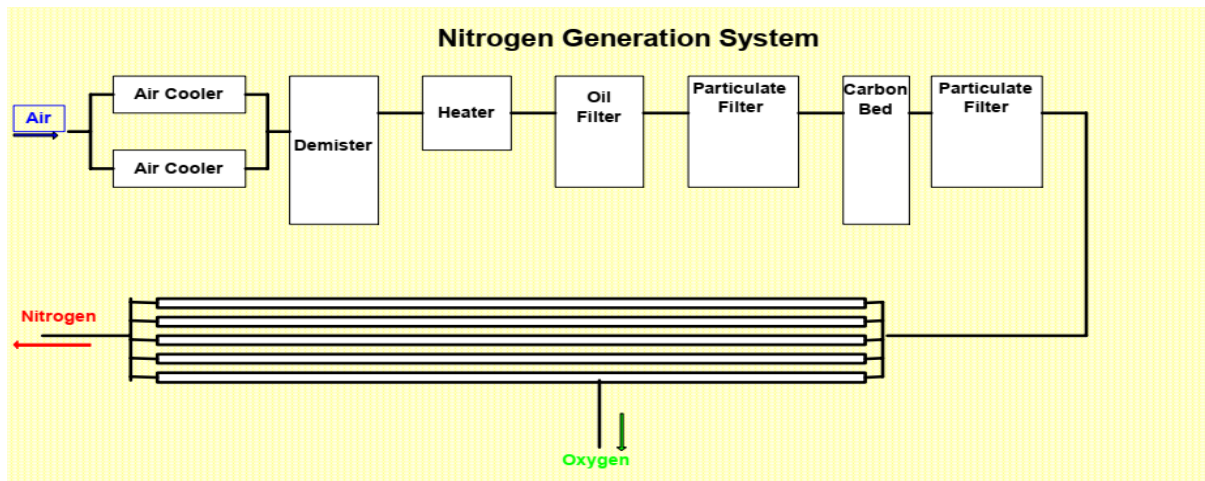 Nitrogen Generation System
Air
Air Cooler
Air Cooler
Demister
Heater
Oil
Filter
Particulate
Filter
Carbon
Bed
Particulate
Filter
Nitrogen
Oxygen